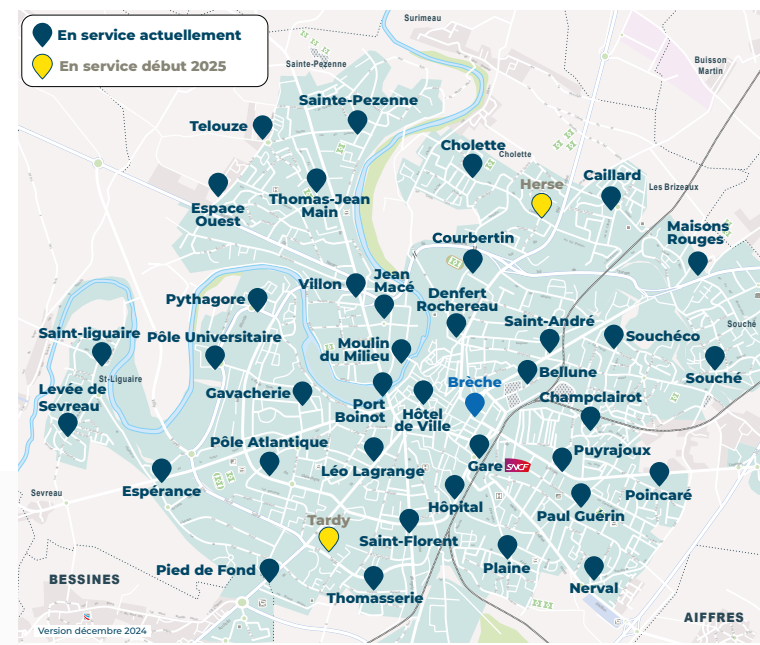 En service actuellement
En service début 2025
Surimeau
Sainte-Pezenne
Buisson
Martin
Sainte-Pezenne
Telouze
Cholette
Cholette
Herse
Caillard
Les Brizeaux
Espace
Ouest
Thomas-Jean
Main
Maisons
Rouges
Courbertin
Villon
Jean
Macé
Pythagore
Denfert
Rochereau
Saint-André
Souchéco
Souché
Souché
Saint-liguaire
Pôle Universitaire
Moulin
du Milieu
St-Liguaire
Levée de
Sevreau
Gavacherie
Port
Boinot
Hôtel
de Ville
Brèche
Bellune
Champclairot
Pôle Atlantique
Léo Lagrange
Gare
SNCF
Puyrajoux
Poincaré
Espérance
Sevreau
Hôpital
Paul Guérin
Tardy
Saint-Florent
Plaine
Nerval
Pied de Fond
Thomasserie
BESSINES
AIFFRES
Version décembre 2024